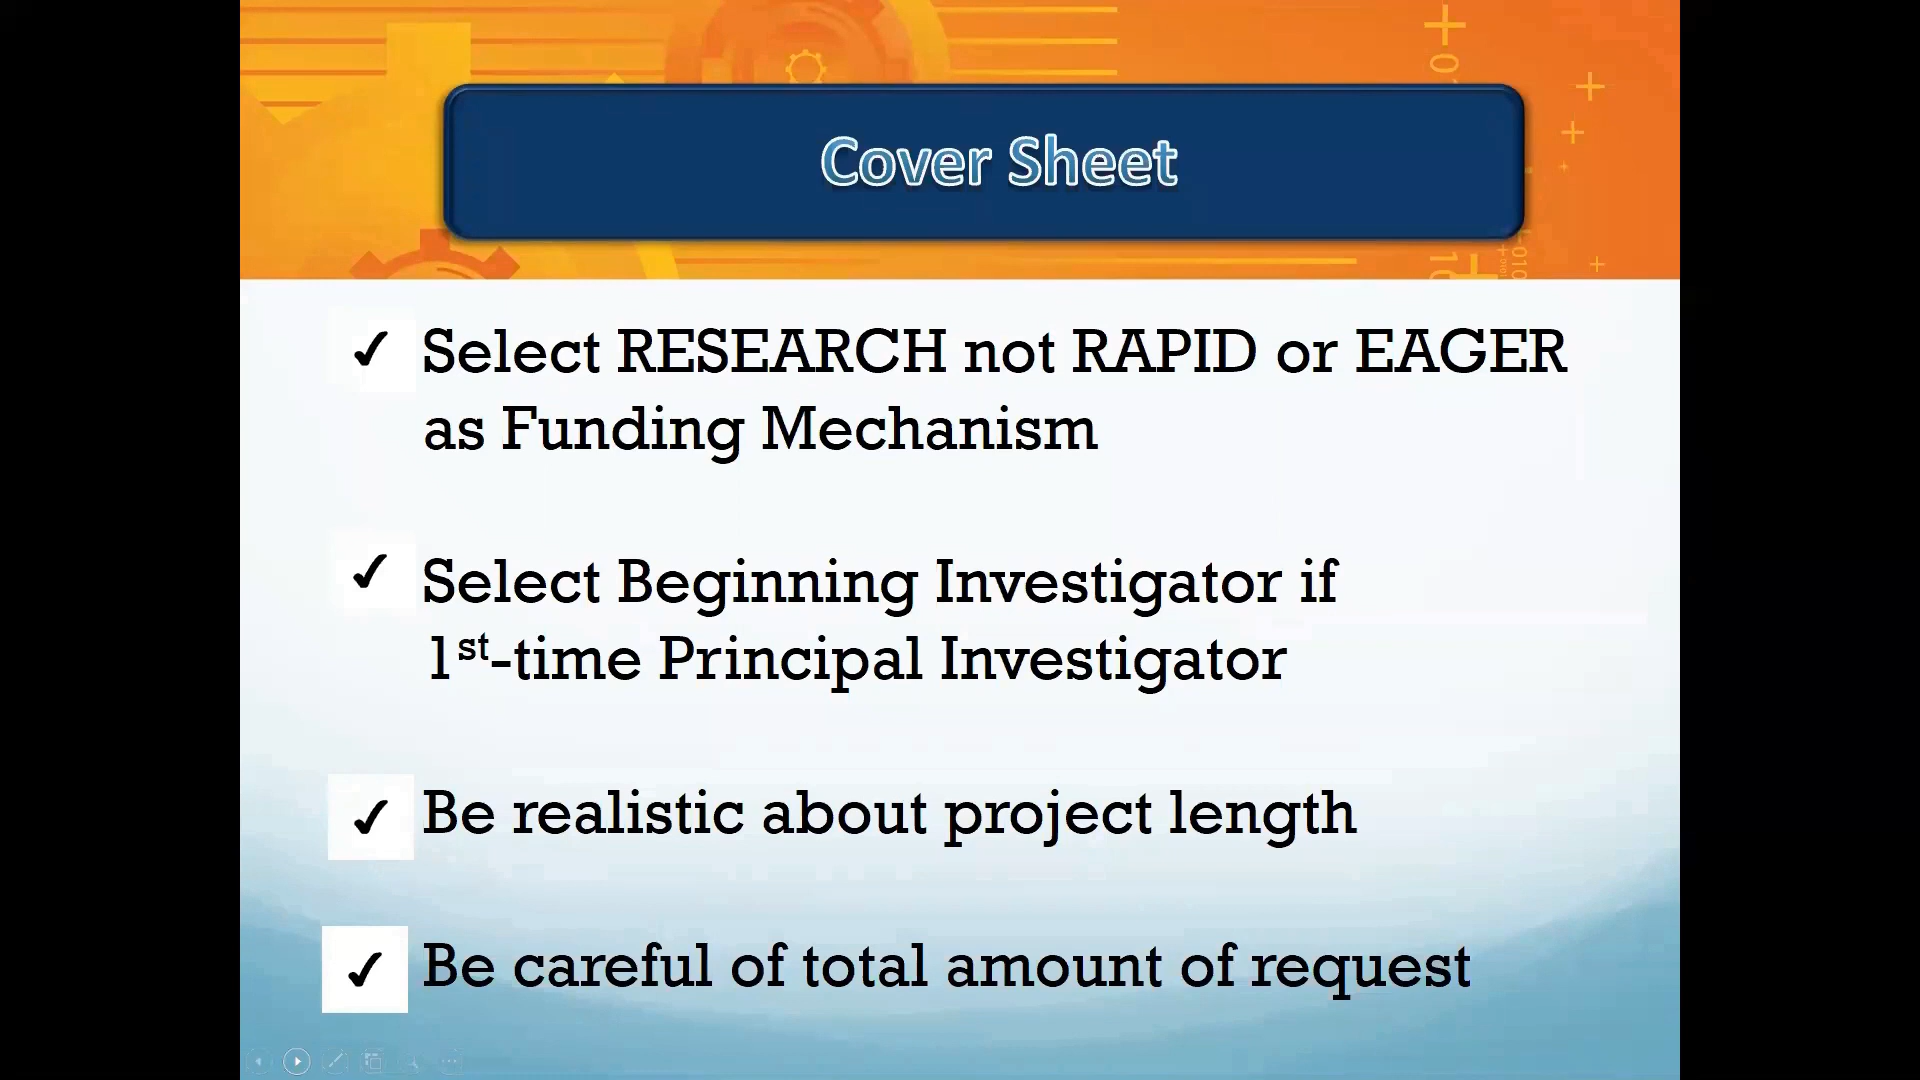 Cover Sheet
✓ Select RESEARCH not RAPID or EAGER
as Funding Mechanism
✓ Select Beginning Investigator if
1st-time Principal Investigator
✓ Be realistic about project length
✓ Be careful of total amount of request